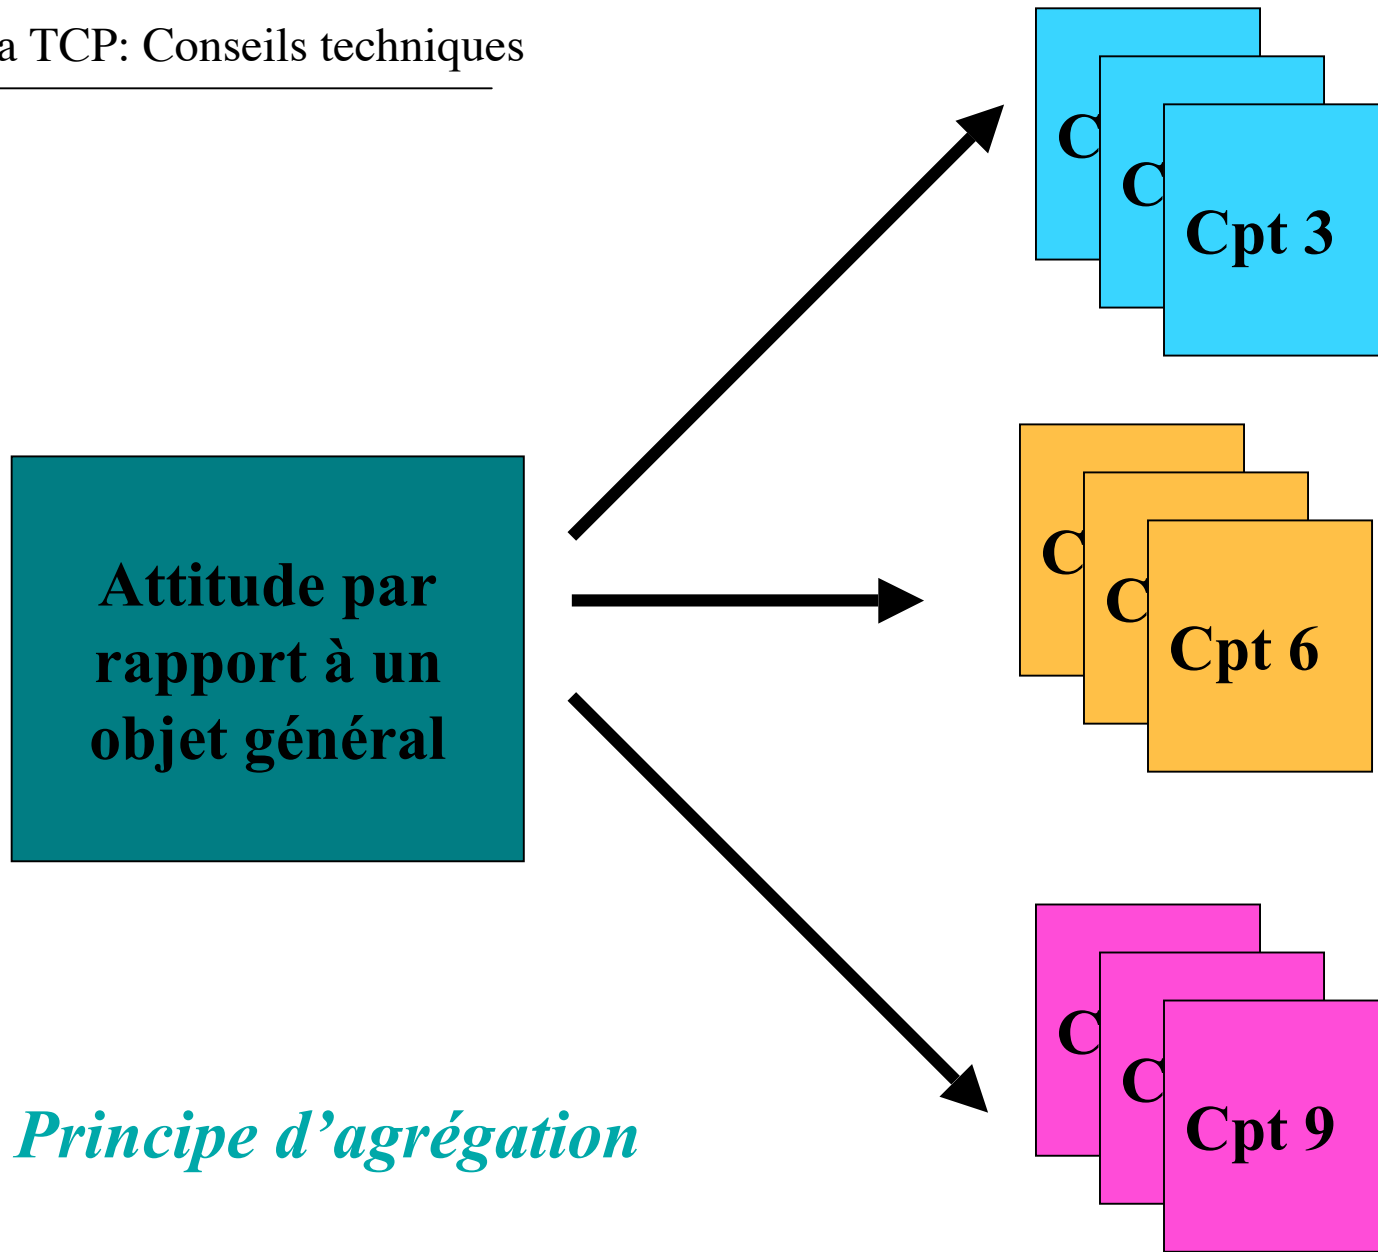 a TCP: Conseils techniques
C
C
Cpt 3
Attitude par
rapport à un
objet général
C
C
Cpt 6
C
C
Cpt 9
Principe d’agrégation